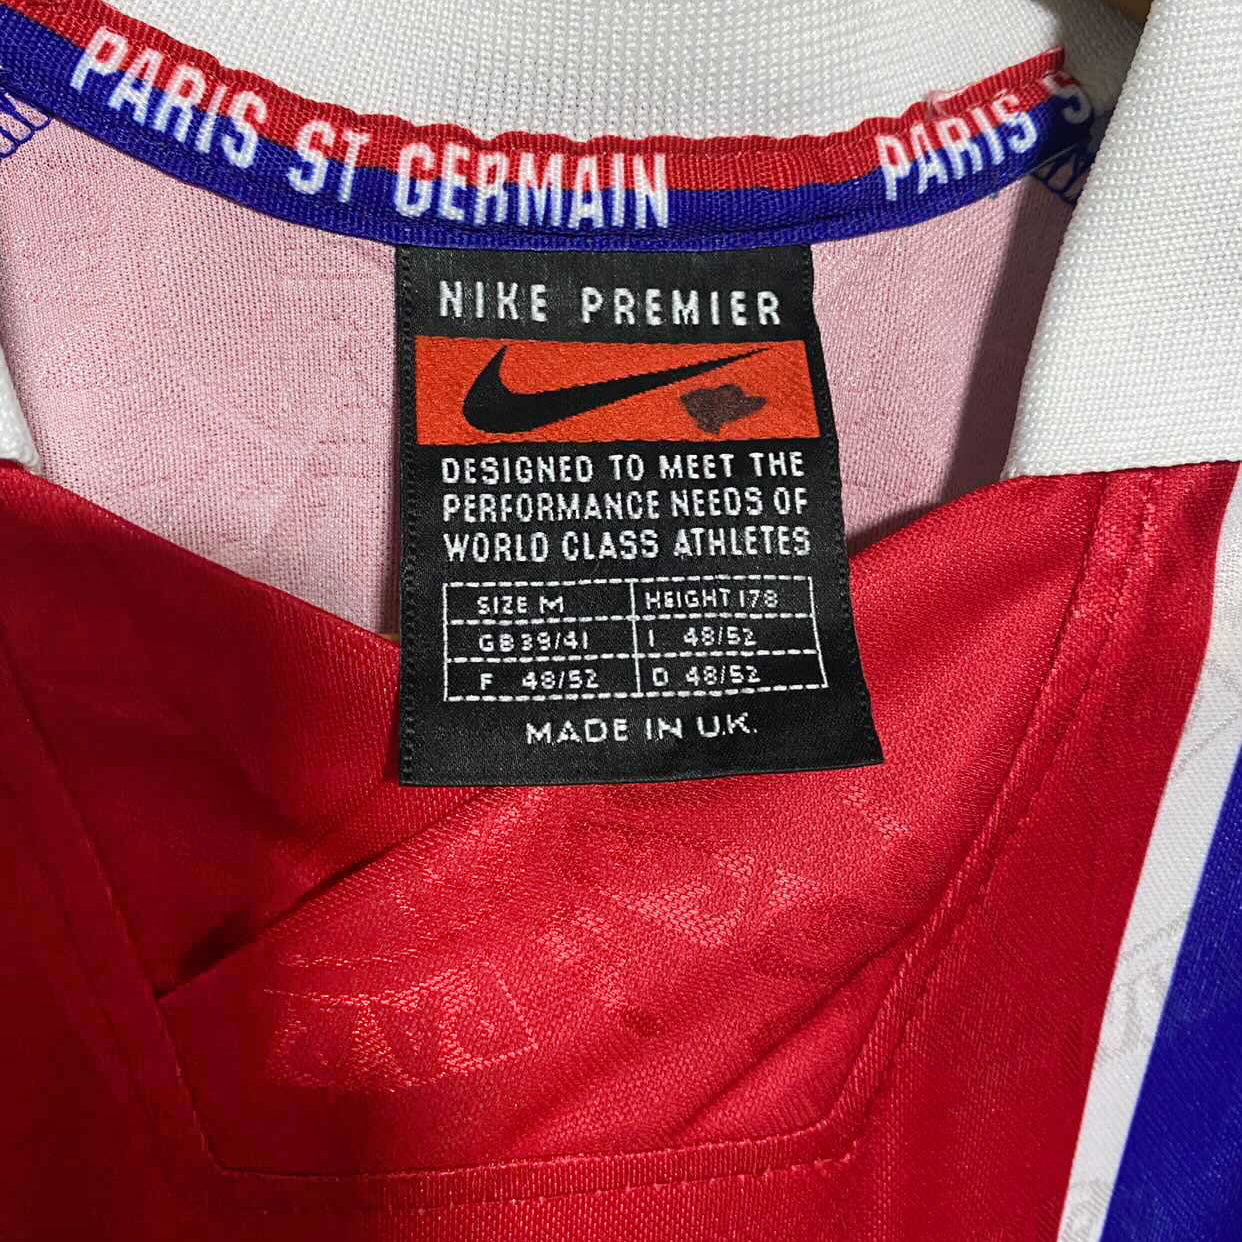 PARIS ST GERMAIN PARIS S
NIKE PREMIER
DESIGNED TO MEET THE
PERFORMANCE NEEDS OF
WORLD CLASS ATHLETES
SIZE M HEIGHT 178
GB 39/41 I 48/52
F 48/52 D 48/52
MADE IN U.K.